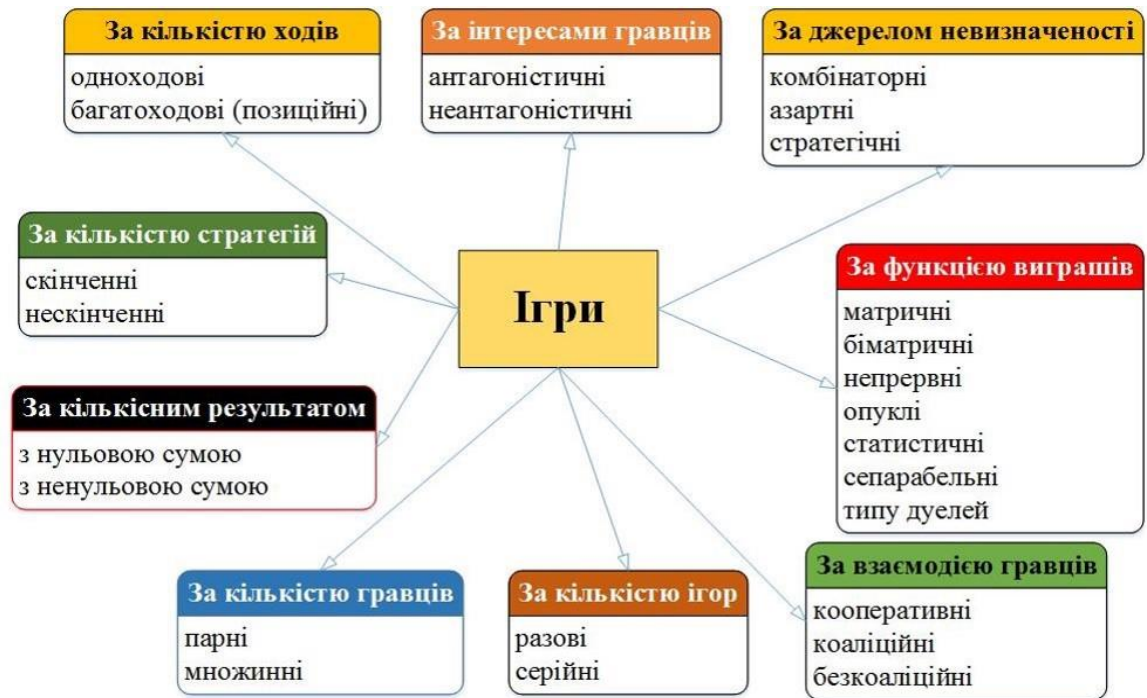 За кількістю ходів
одноходові
багатоходові (позиційні)
За інтересами гравців
антагоністичні
неантагоністичні
За джерелом невизначеності
комбінаторні
азартні
стратегічні
За кількістю стратегій
скінченні
нескінченні
Ігри
За функцією виграшів
матричні
біматричні
непрервні
опуклі
статистичні
сепарабельні
типу дуелей
За кількісним результатом
з нульовою сумою
з ненульовою сумою
За кількістю гравців
парні
множинні
За кількістю ігор
разові
серійні
За взаємодією гравців
кооперативні
коаліційні
безкоаліційні